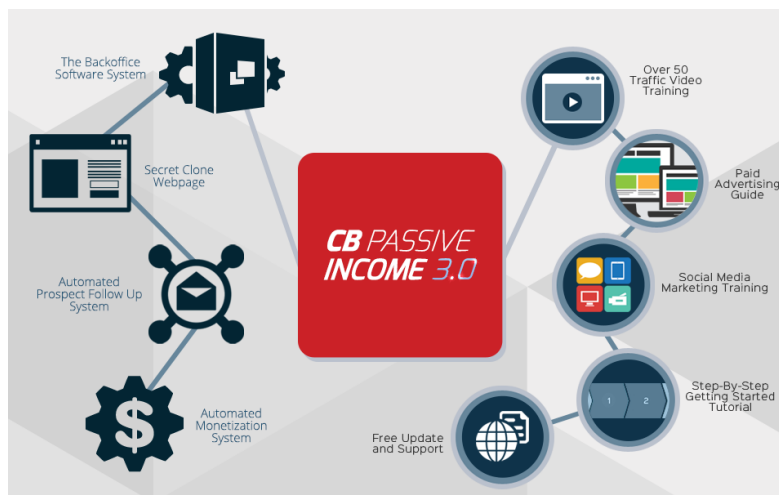 The Backoffice
Software System
Secret Clone
Webpage
Automated
Prospect Follow Up
System
Automated
Monetization
System
CB PASSIVE
INCOME 3.0
Over 50
Traffic Video
Training
Paid
Advertising
Guide
Social Media
Marketing Training
Step-By-Step
Getting Started
Tutorial
1 2
Free Update
and Support